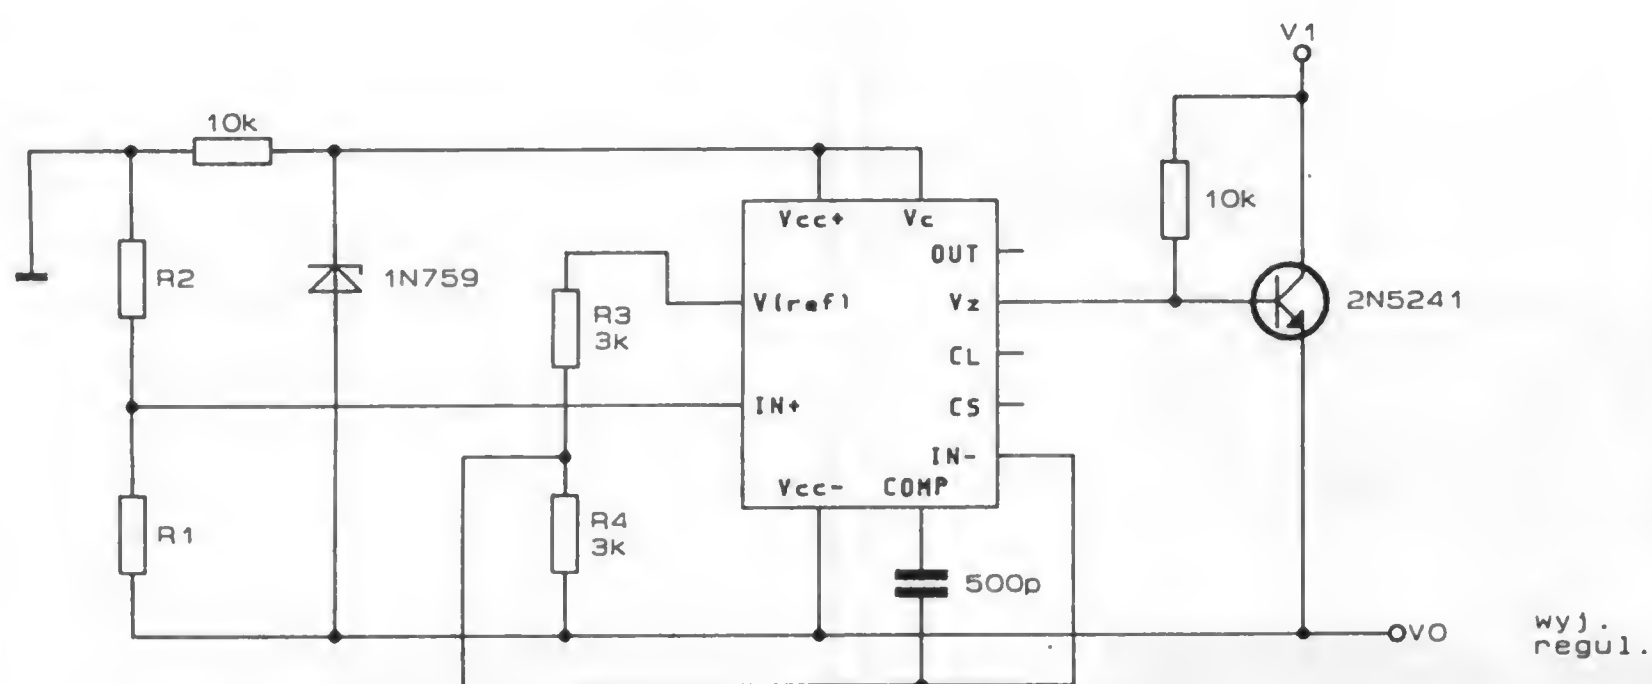 V1
10k
10k
Vcc+ Vc
OUT
R2
1N759
R3
3k
V(ref)
Vz
2N5241
CL
IN+
CS
IN-
Vcc- COMP
R1
R4
3k
500p
VO
wyj.
regul.